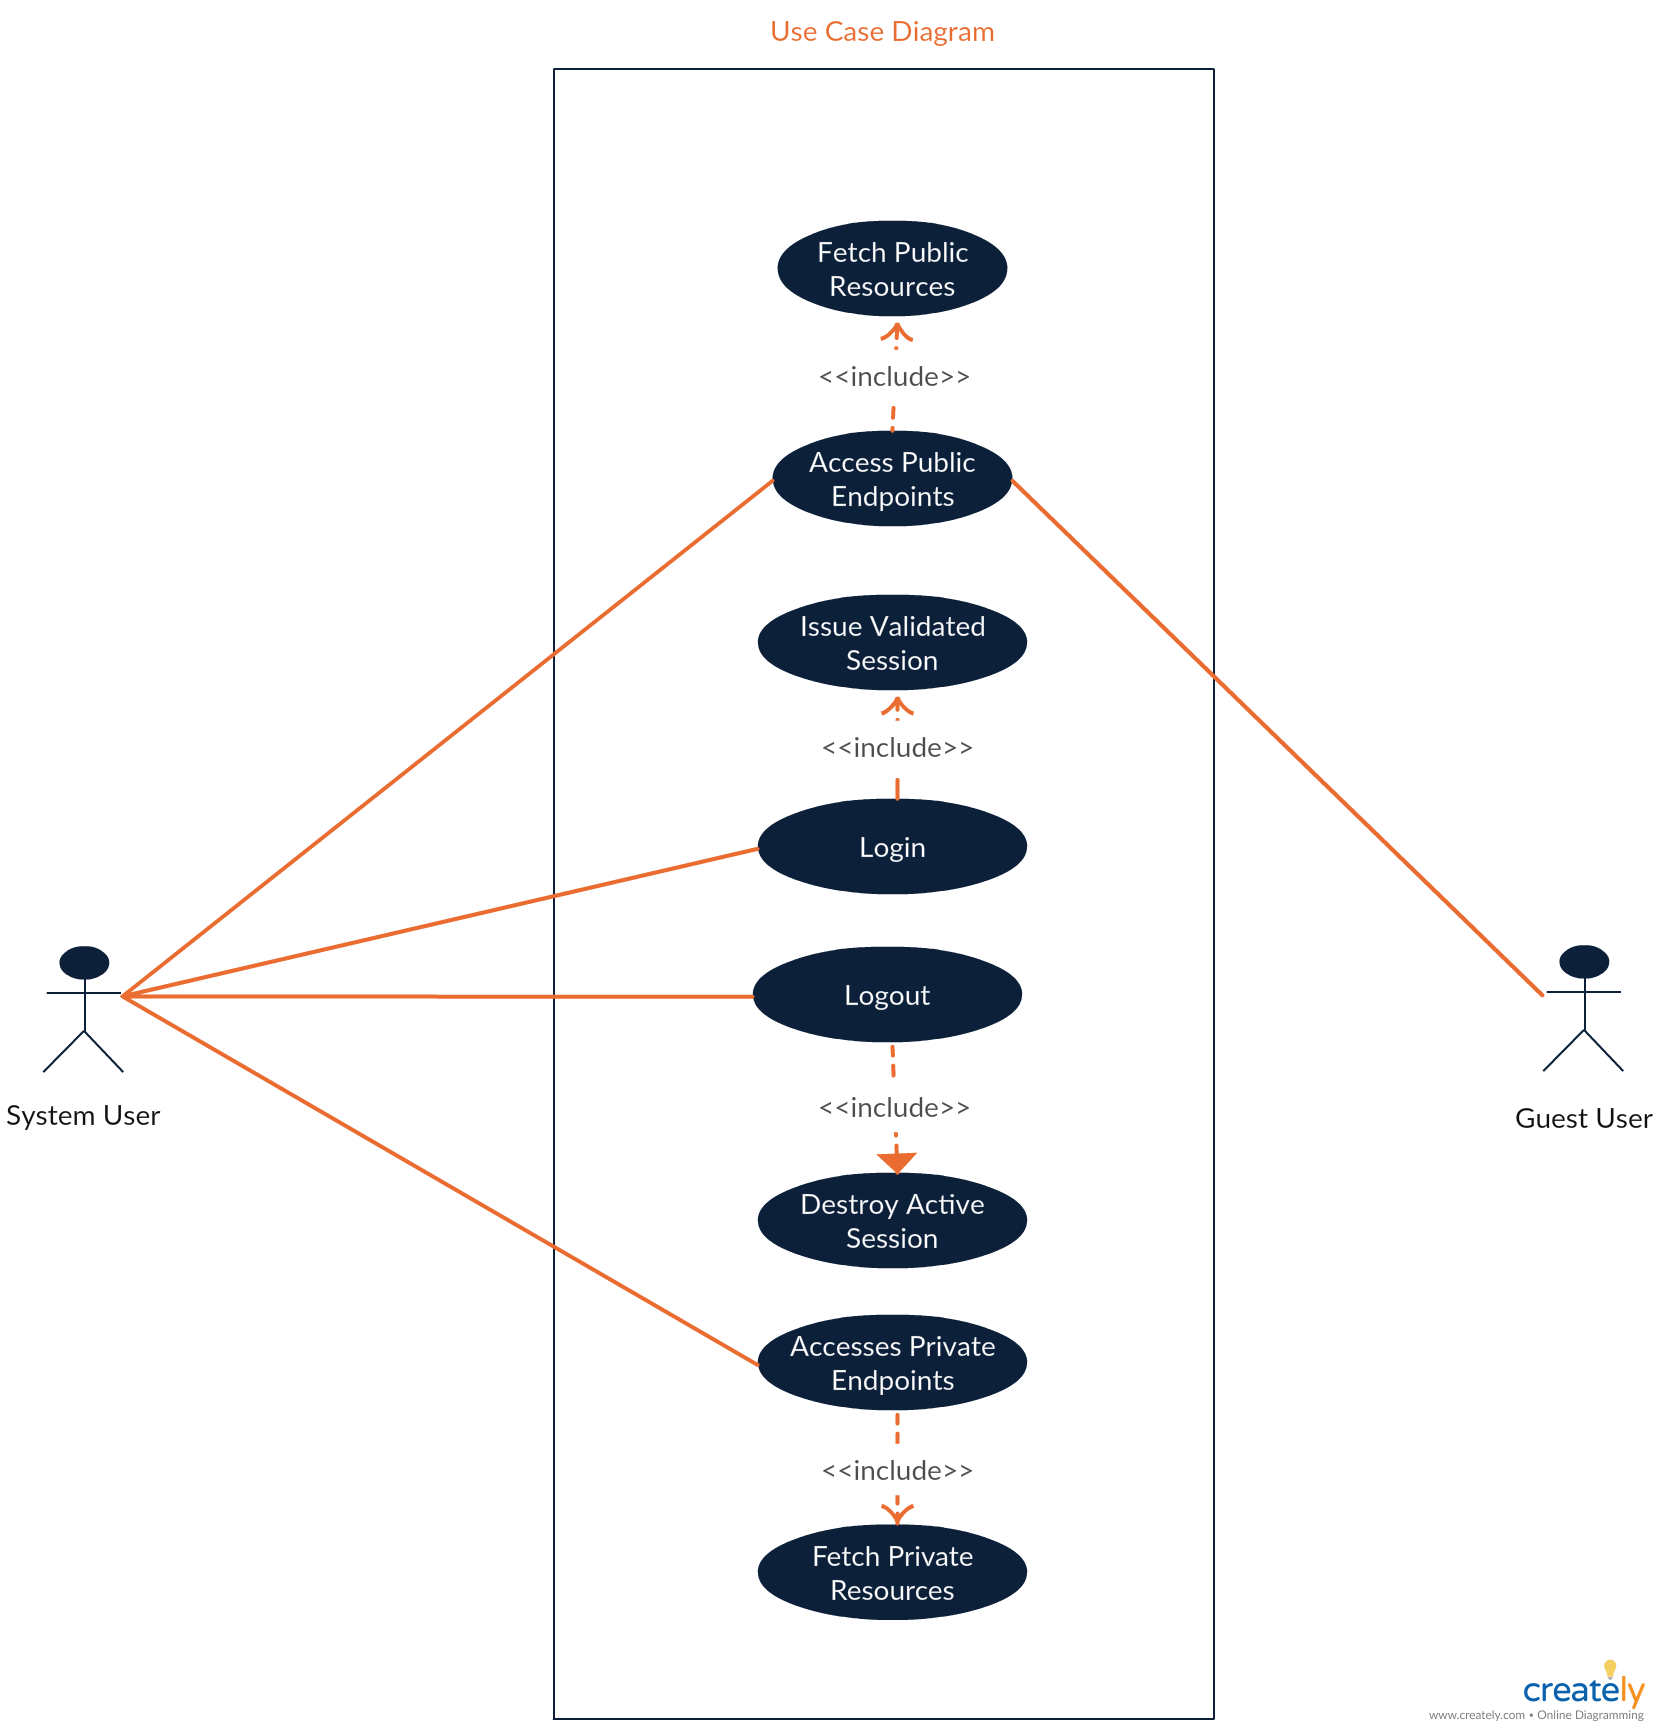 Use Case Diagram
Fetch Public
Resources
<<include>>
Access Public
Endpoints
Issue Validated
Session
<<include>>
Login
Logout
System User
<<include>>
Guest User
Destroy Active
Session
Accesses Private
Endpoints
<<include>>
Fetch Private
Resources
creately
www.creately.com • Online Diagramming